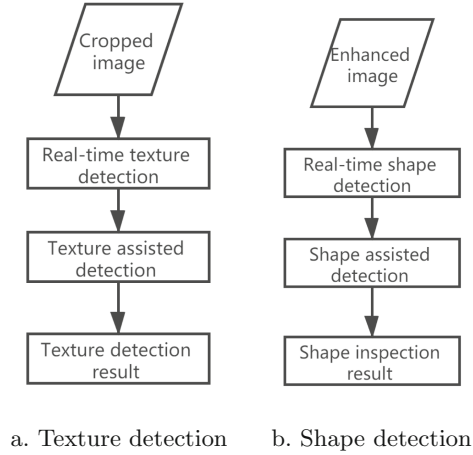 Cropped
image
Real-time texture
detection
Texture assisted
detection
Texture detection
result
a. Texture detection
Enhanced
image
Real-time shape
detection
Shape assisted
detection
Shape inspection
result
b. Shape detection